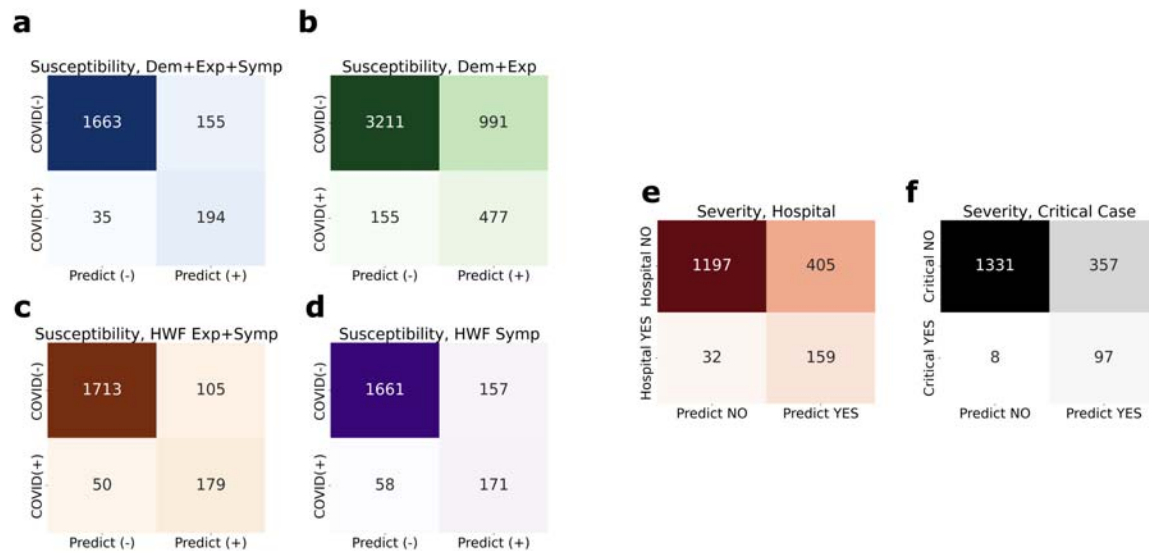 a
Susceptibility, Dem+Exp+Symp
COVID(-)
1663 155
COVID(+)
35 194
Predict (-) Predict (+)
b
Susceptibility, Dem+Exp
COVID(-)
3211 991
COVID(+)
155 477
Predict (-) Predict (+)
c
Susceptibility, HWF Exp+Symp
COVID(-)
1713 105
COVID(+)
50 179
Predict (-) Predict (+)
d
Susceptibility, HWF Symp
COVID(-)
1661 157
COVID(+)
58 171
Predict (-) Predict (+)
e
Severity, Hospital
Hospital NO
1197 405
Hospital YES
32 159
Predict NO Predict YES
f
Severity, Critical Case
Critical NO
1331 357
Critical YES
8 97
Predict NO Predict YES